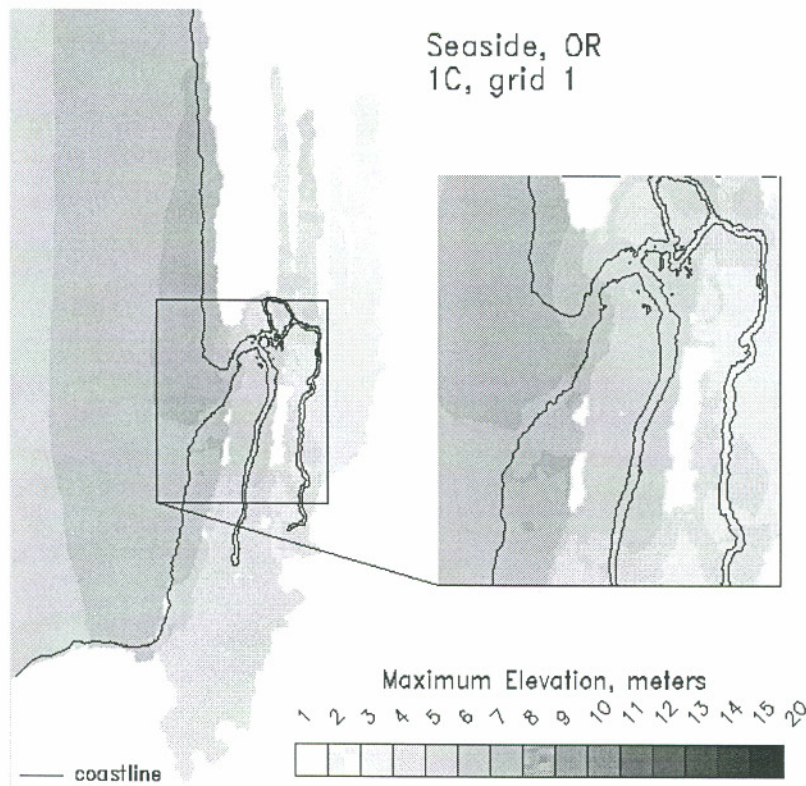 Seaside, OR
1C, grid 1
Maximum Elevation, meters
1 2 3 4 5 6 7 8 9 10 11 12 13 14 15 20
coastline